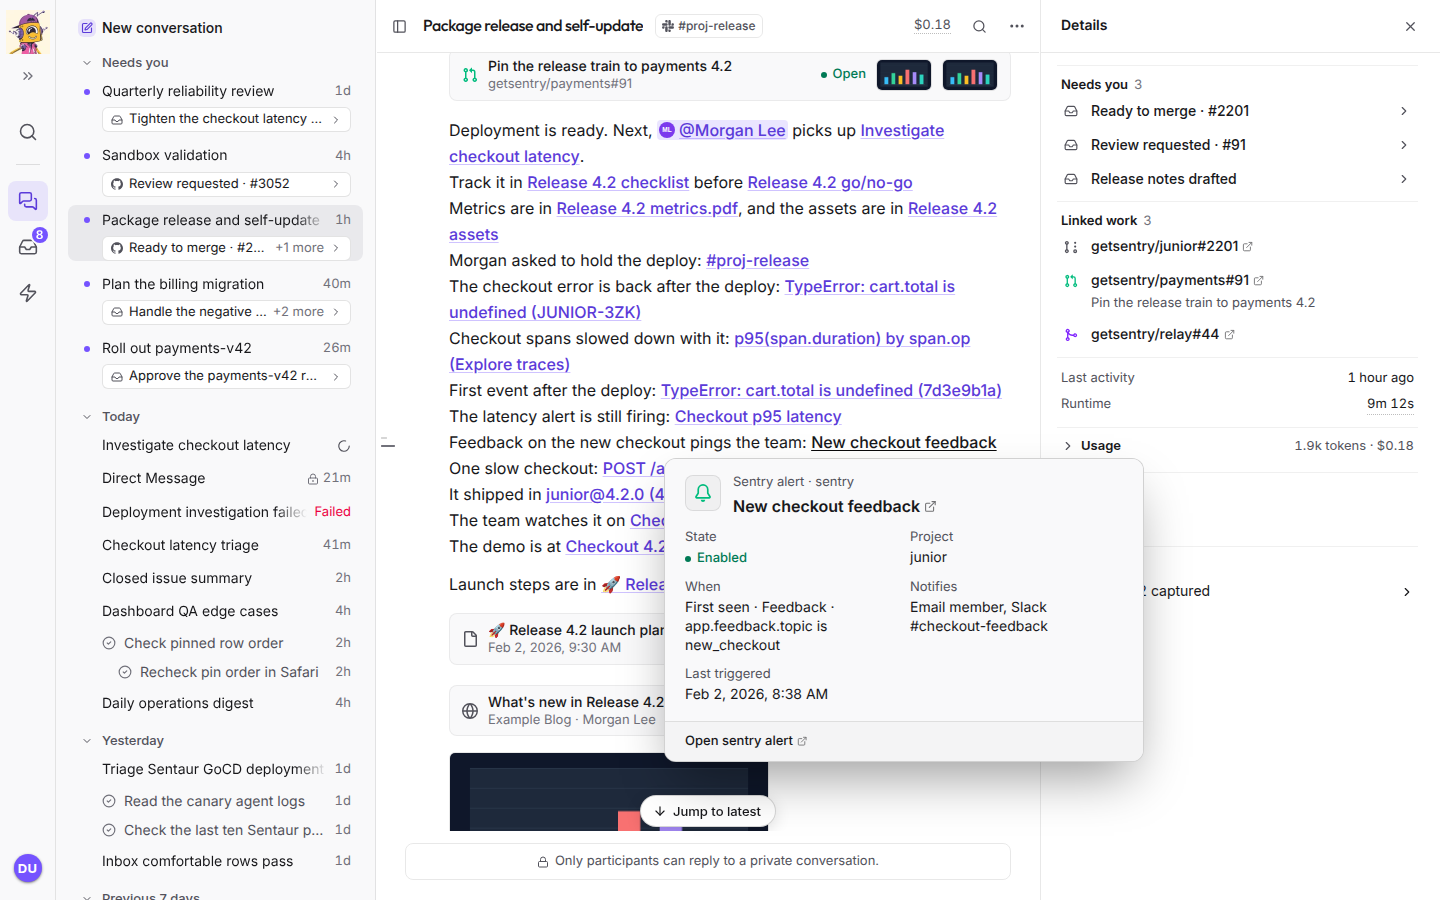 New conversation
Needs you
Quarterly reliability review 1d
Tighten the checkout latency ...
Sandbox validation 4h
Review requested · #3052
Package release and self-update 1h
Ready to merge · #2... +1 more
Plan the billing migration 40m
Handle the negative ... +2 more
Roll out payments-v42 26m
Approve the payments-v42 r...
Today
Investigate checkout latency
Direct Message 21m
Deployment investigation failed Failed
Checkout latency triage 41m
Closed issue summary 2h
Dashboard QA edge cases 4h
Check pinned row order 2h
Recheck pin order in Safari 2h
Daily operations digest 4h
Yesterday
Triage Sentaur GoCD deployment 1d
Read the canary agent logs 1d
Check the last ten Sentaur p... 1d
Inbox comfortable rows pass 1d
Previous 7 days
8
DU
Package release and self-update #proj-release $0.18
Pin the release train to payments 4.2
getsentry/payments#91
Open
Deployment is ready. Next, ML @Morgan Lee picks up Investigate
checkout latency.
Track it in Release 4.2 checklist before Release 4.2 go/no-go
Metrics are in Release 4.2 metrics.pdf, and the assets are in Release 4.2
assets
Morgan asked to hold the deploy: #proj-release
The checkout error is back after the deploy: TypeError: cart.total is
undefined (JUNIOR-3ZK)
Checkout spans slowed down with it: p95(span.duration) by span.op
(Explore traces)
First event after the deploy: TypeError: cart.total is undefined (7d3e9b1a)
The latency alert is still firing: Checkout p95 latency
Feedback on the new checkout pings the team: New checkout feedback
One slow checkout: POST /a
It shipped in junior@4.2.0 (4
The team watches it on Chec
The demo is at Checkout 4.2
Launch steps are in 🚀 Relea
🚀 Release 4.2 launch plan
Feb 2, 2026, 9:30 AM
What's new in Release 4.2
Example Blog · Morgan Lee
Jump to latest
Only participants can reply to a private conversation.
Sentry alert · sentry
New checkout feedback
State
Enabled
Project
junior
When
First seen · Feedback ·
app.feedback.topic is
new_checkout
Notifies
Email member, Slack
#checkout-feedback
Last triggered
Feb 2, 2026, 8:38 AM
Open sentry alert
Details
Needs you 3
Ready to merge · #2201
Review requested · #91
Release notes drafted
Linked work 3
getsentry/junior#2201
getsentry/payments#91
Pin the release train to payments 4.2
getsentry/relay#44
Last activity 1 hour ago
Runtime 9m 12s
Usage 1.9k tokens · $0.18
2 captured